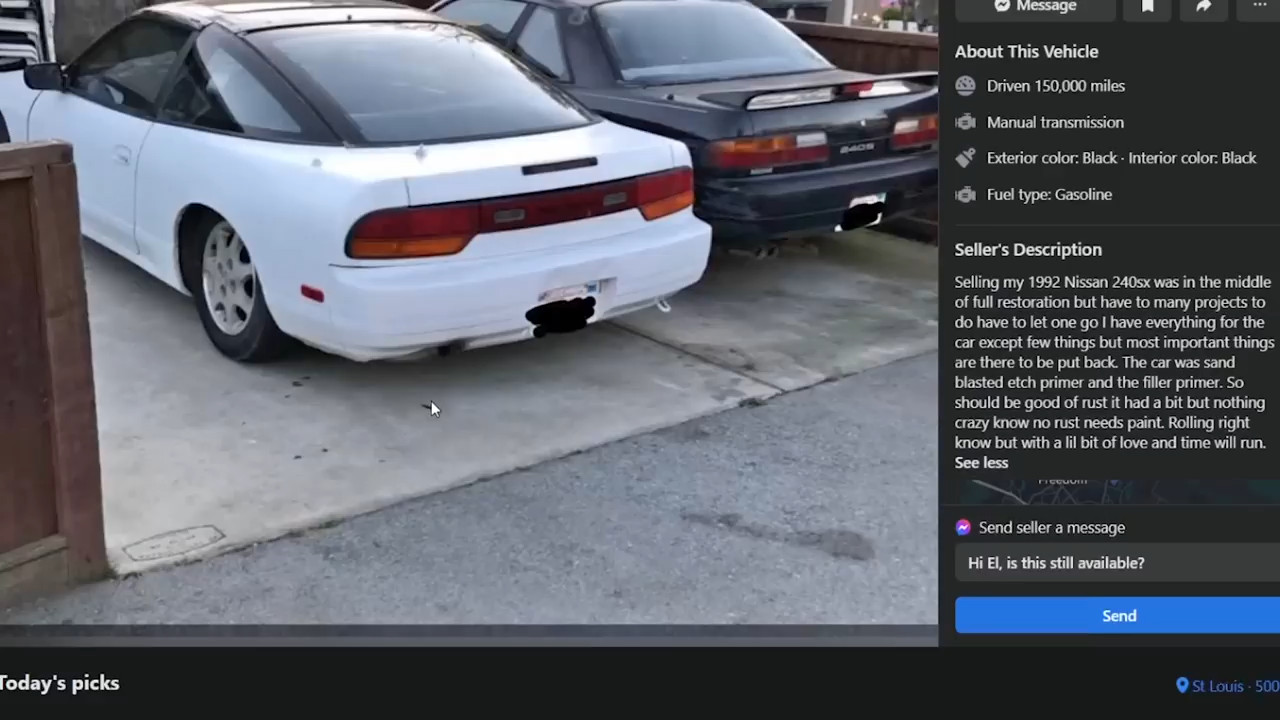 Message
About This Vehicle
Driven 150,000 miles
Manual transmission
Exterior color: Black · Interior color: Black
Fuel type: Gasoline
Seller's Description
Selling my 1992 Nissan 240sx was in the middle
of full restoration but have to many projects to
do have to let one go I have everything for the
car except few things but most important things
are there to be put back. The car was sand
blasted etch primer and the filler primer. So
should be good of rust it had a bit but nothing
crazy know no rust needs paint. Rolling right
know but with a lil bit of love and time will run.
See less
Freedom
Send seller a message
Hi El, is this still available?
Send
Today's picks
St Louis · 500